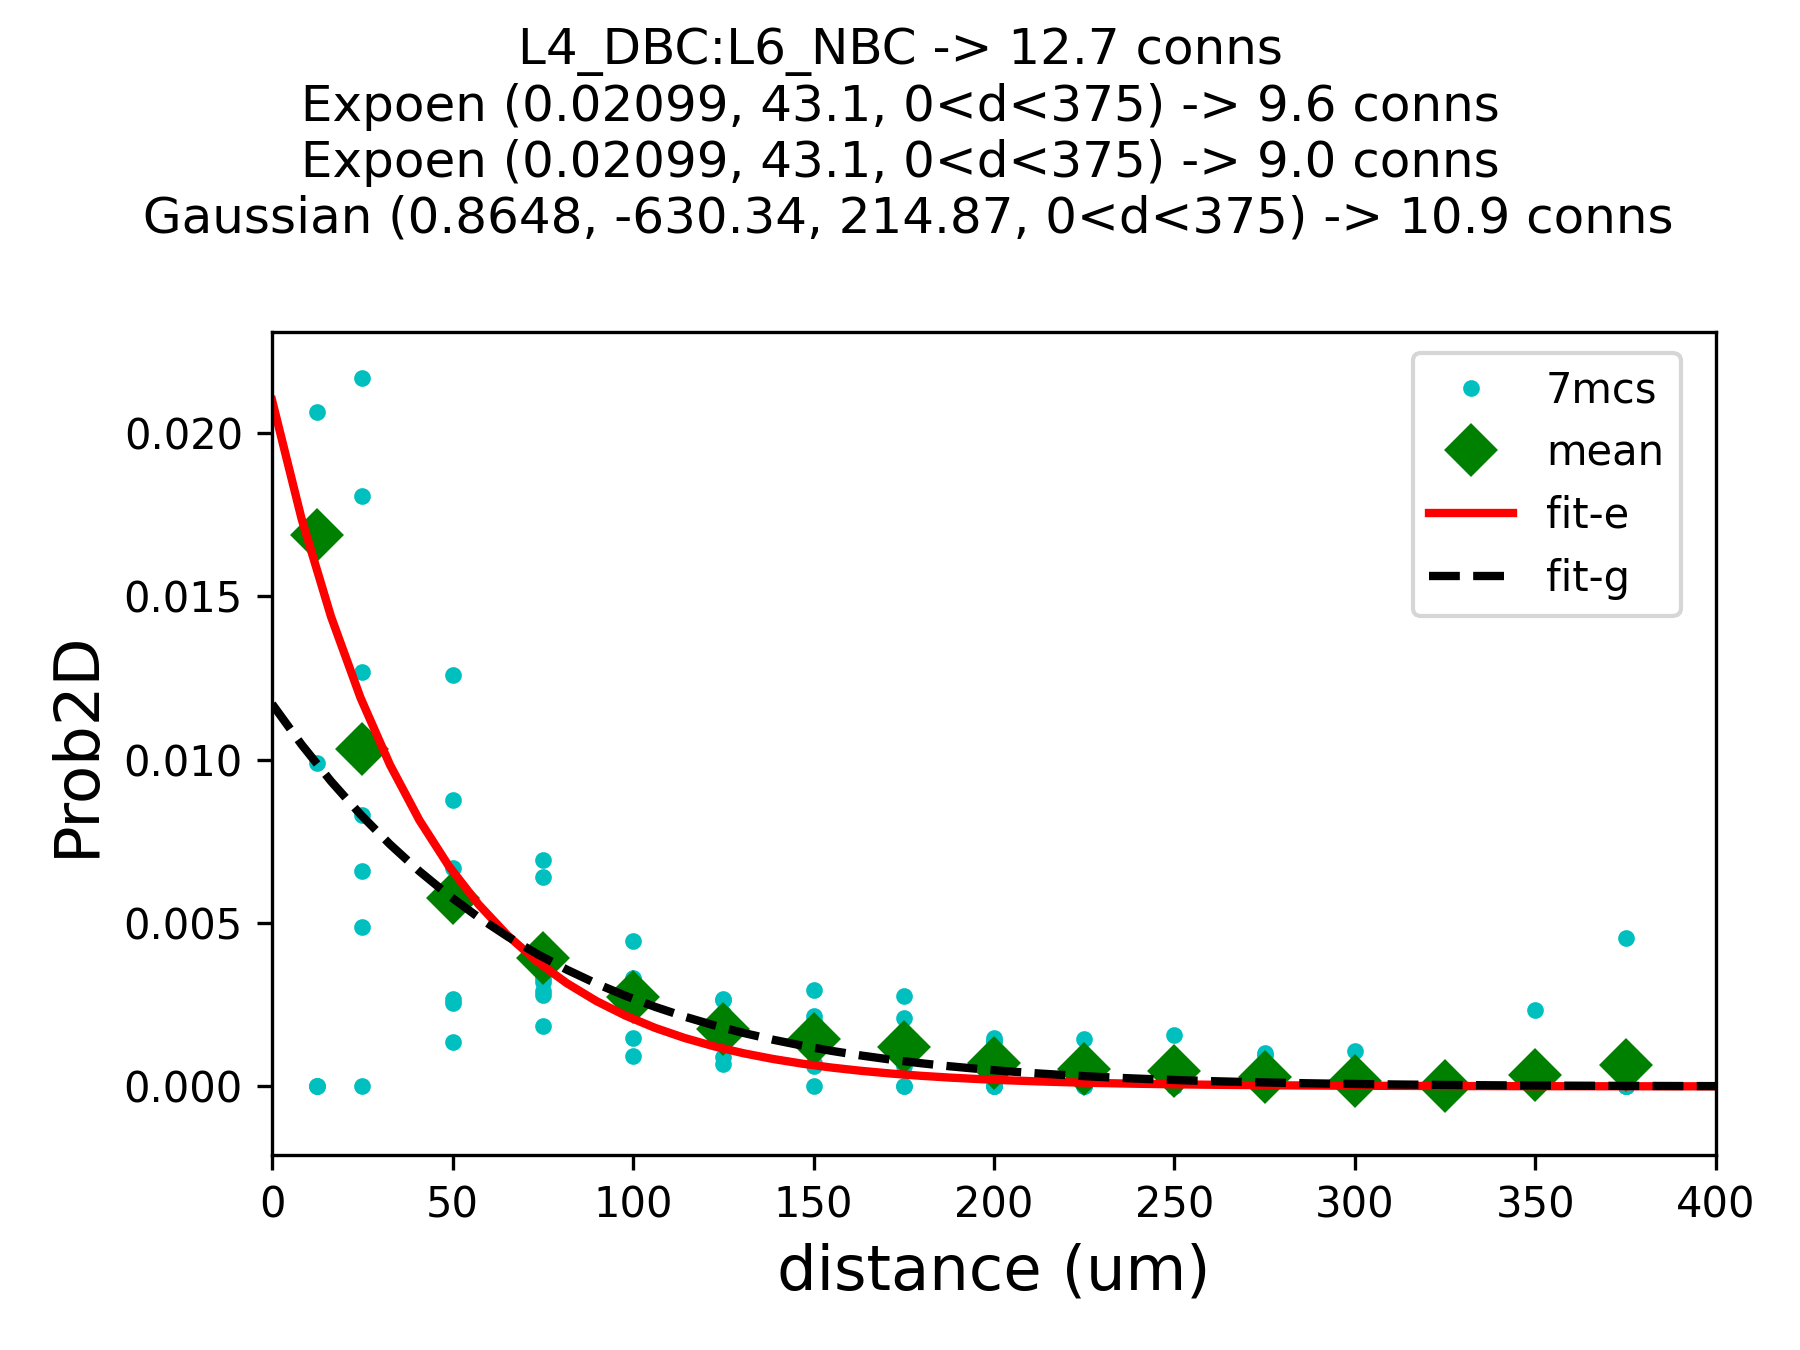 L4_DBC:L6_NBC -> 12.7 conns
Expoen (0.02099, 43.1, 0<d<375) -> 9.6 conns
Expoen (0.02099, 43.1, 0<d<375) -> 9.0 conns
Gaussian (0.8648, -630.34, 214.87, 0<d<375) -> 10.9 conns
7mcs
mean
fit-e
fit-g
Prob2D
0.020
0.015
0.010
0.005
0.000
0 50 100 150 200 250 300 350 400
distance (um)